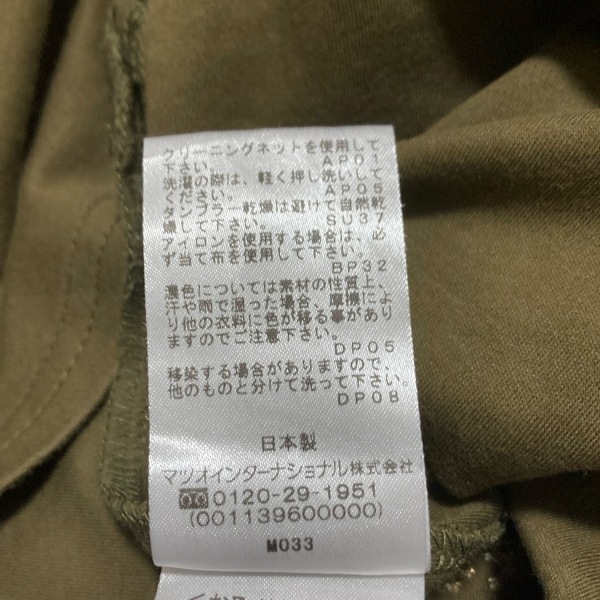 クリーニングネットを使用して
下さい。 AP01
洗濯の際は、軽く押し洗いして
ください。 AP05
タンブラー乾燥は避けて自然乾
燥して下さい。 SU37
アイロンを使用する場合は、必
ず当て布を使用して下さい。
BP32
濃色については素材の性質上、
汗や雨で湿った場合、摩擦によ
り他の衣料に色が移る事があり
ますのでご注意下さい。
DP05
移染する場合がありますので、
他のものと分けて洗って下さい。
DP08
日本製
マツオインターナショナル株式会社
0120-29-1951
(001139600000)
M033